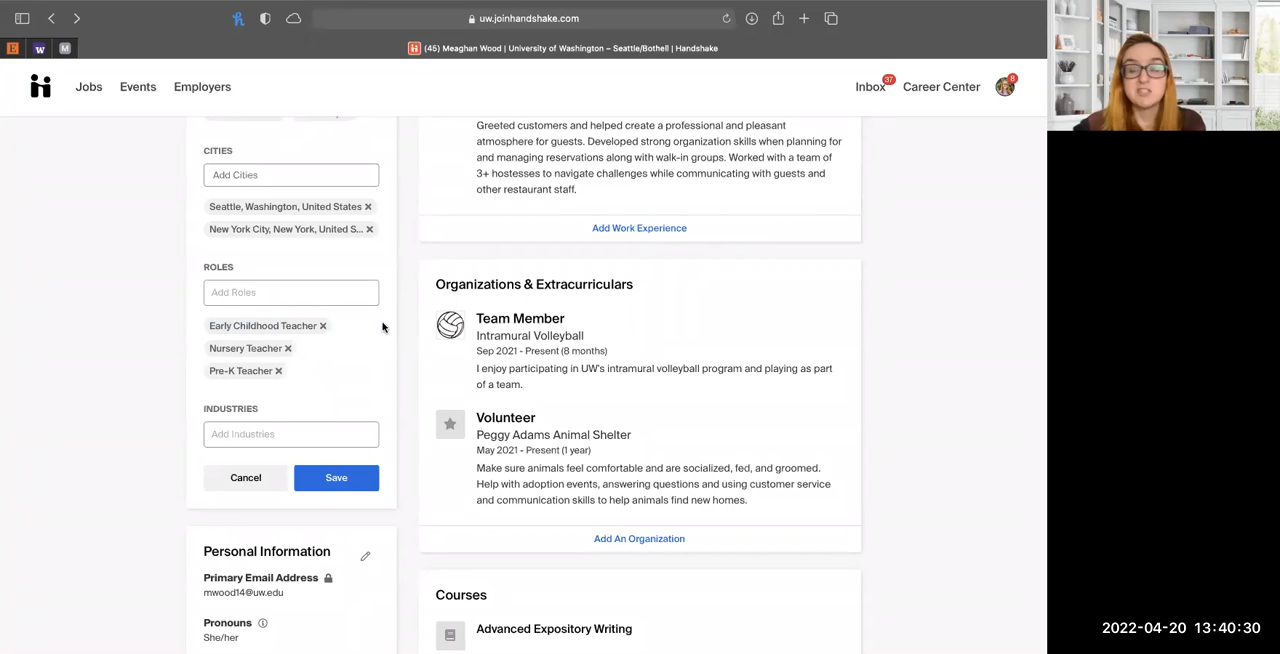 uw.joinhandshake.com
E
w
M
(45) Meaghan Wood | University of Washington – Seattle/Bothell | Handshake
Jobs
Events
Employers
Inbox
37
Career Center
8
CITIES
Add Cities
Seattle, Washington, United States
New York City, New York, United S...
ROLES
Add Roles
Early Childhood Teacher
Nursery Teacher
Pre-K Teacher
INDUSTRIES
Add Industries
Cancel
Save
Personal Information
Primary Email Address
mwood14@uw.edu
Pronouns
She/her
Greeted customers and helped create a professional and pleasant
atmosphere for guests. Developed strong organization skills when planning for
and managing reservations along with walk-in groups. Worked with a team of
3+ hostesses to navigate challenges while communicating with guests and
other restaurant staff.
Add Work Experience
Organizations & Extracurriculars
Team Member
Intramural Volleyball
Sep 2021 - Present (8 months)
I enjoy participating in UW's intramural volleyball program and playing as part
of a team.
Volunteer
Peggy Adams Animal Shelter
May 2021 - Present (1 year)
Make sure animals feel comfortable and are socialized, fed, and groomed.
Help with adoption events, answering questions and using customer service
and communication skills to help animals find new homes.
Add An Organization
Courses
Advanced Expository Writing
2022-04-20 13:40:30